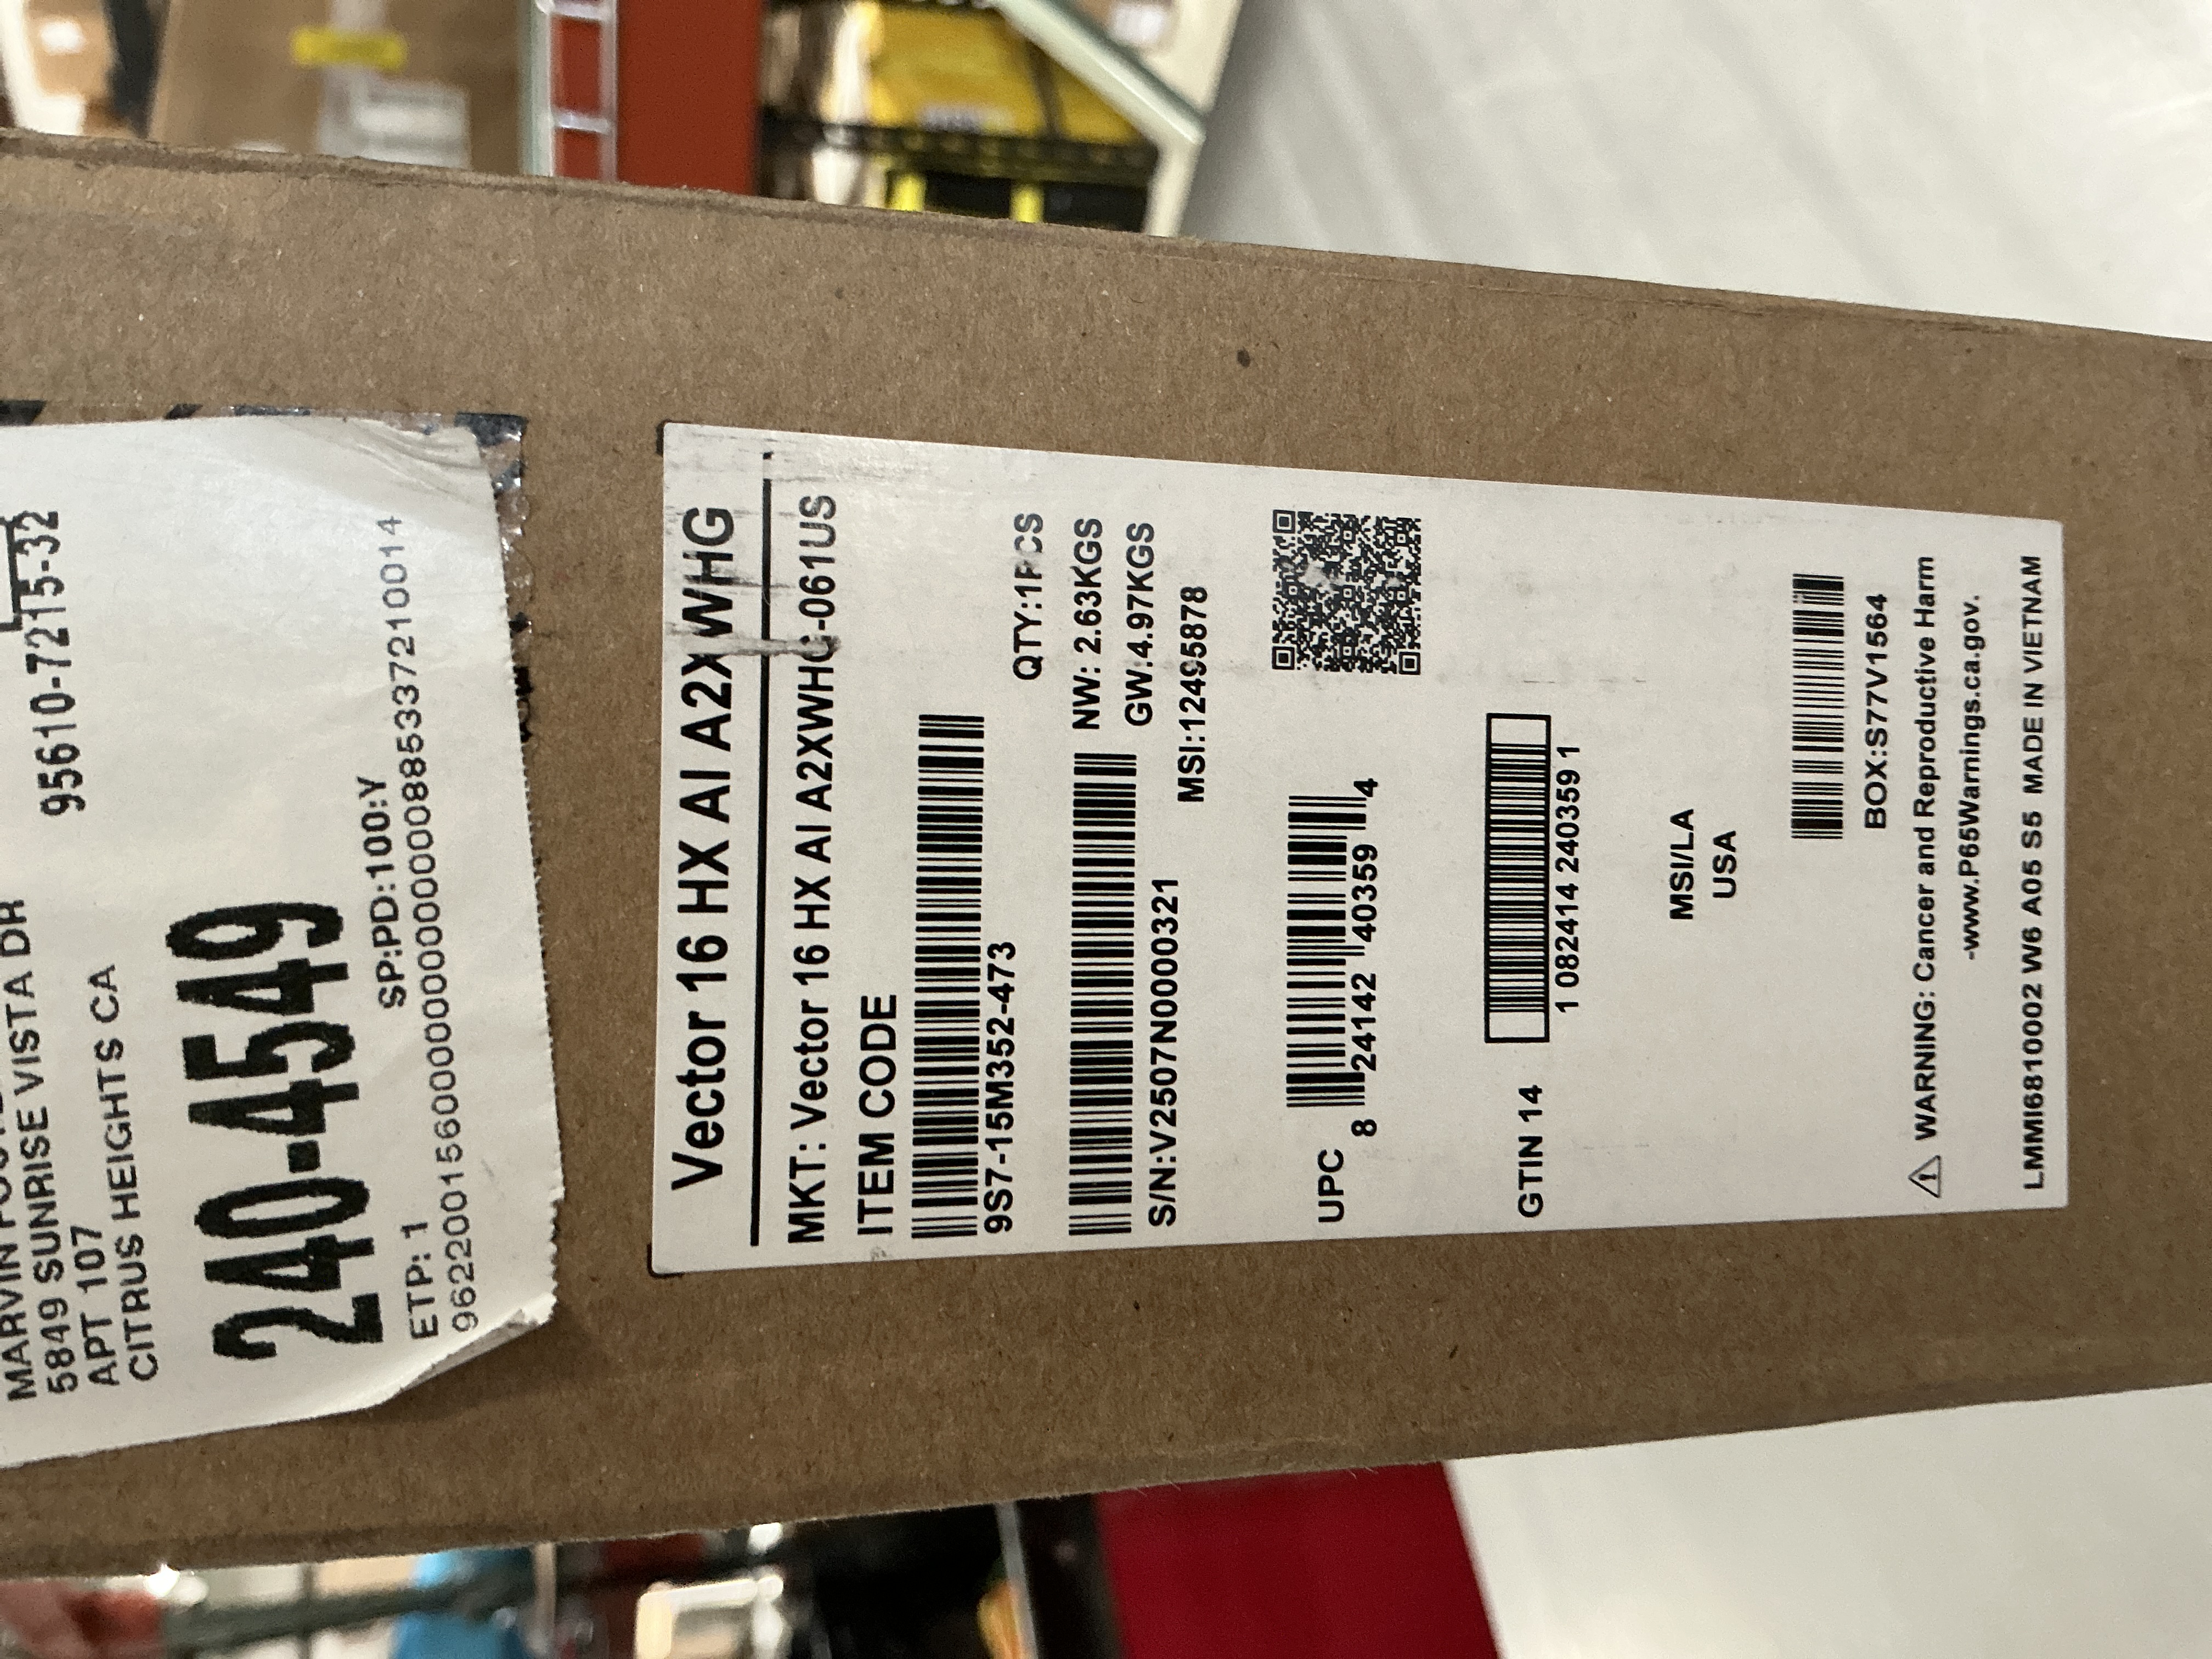 95610-7215-32
MARVIN
5849 SUNRISE VISTA DR
APT 107
CITRUS HEIGHTS CA
240-4549
SP:PD:100:Y
ETP: 1
Vector 16 HX AI A2XWHG
MKT: Vector 16 HX AI A2XWHG-061US
ITEM CODE
9S7-15M352-473
QTY:1PCS
NW: 2.63KGS
GW:4.97KGS
S/N:V2507N0000321
MSI:12495878
UPC
8 24142 40359 4
GTIN 14
1 082414 240359 1
MSI/LA
USA
BOX:S77V1564
⚠ WARNING: Cancer and Reproductive Harm
-www.P65Warnings.ca.gov.
LMMI6810002 W6 A05 S5 MADE IN VIETNAM